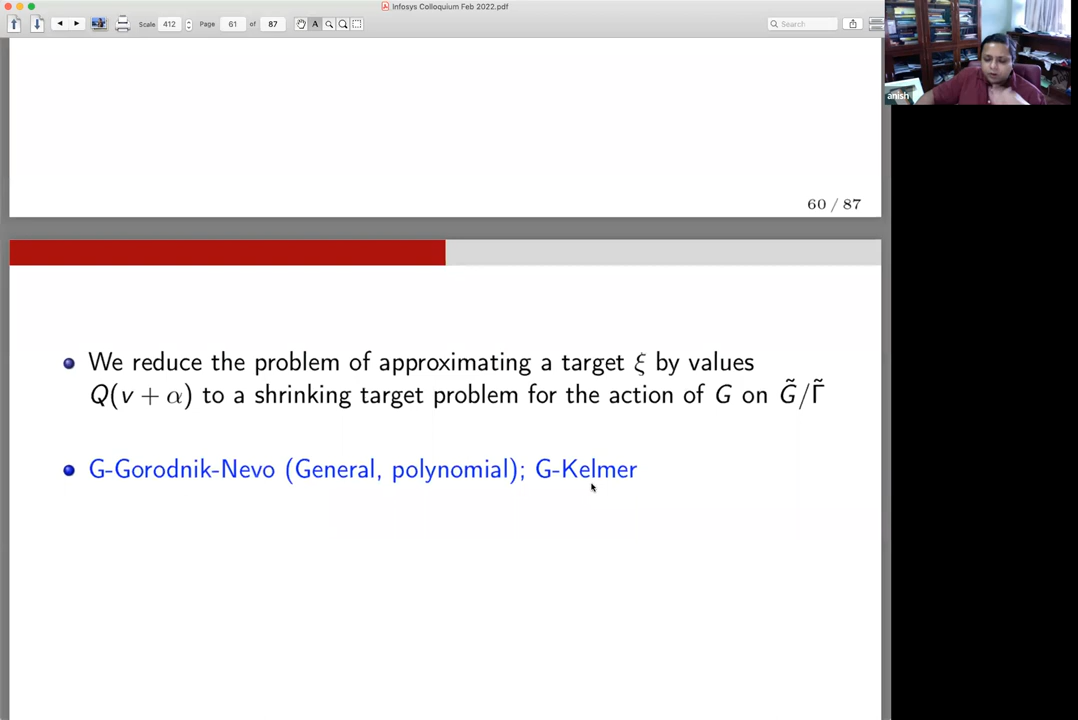 Infosys Colloquium Feb 2022.pdf
Scale 412 Page 61 of 87 Search
anish
60 / 87
We reduce the problem of approximating a target ξ by values
Q(v + α) to a shrinking target problem for the action of G on G̃/Γ̃
G-Gorodnik-Nevo (General, polynomial); G-Kelmer